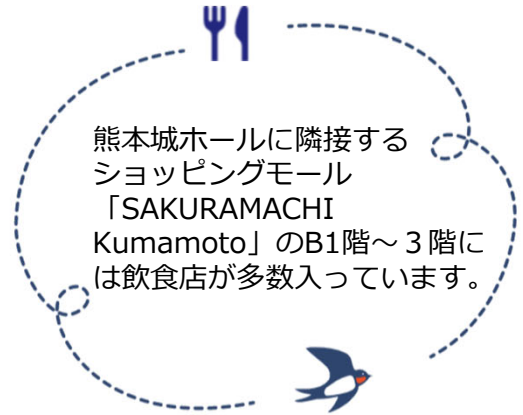 熊本城ホールに隣接する
ショッピングモール
「SAKURAMACHI
Kumamoto」のB1階～３階に
は飲食店が多数入っています。